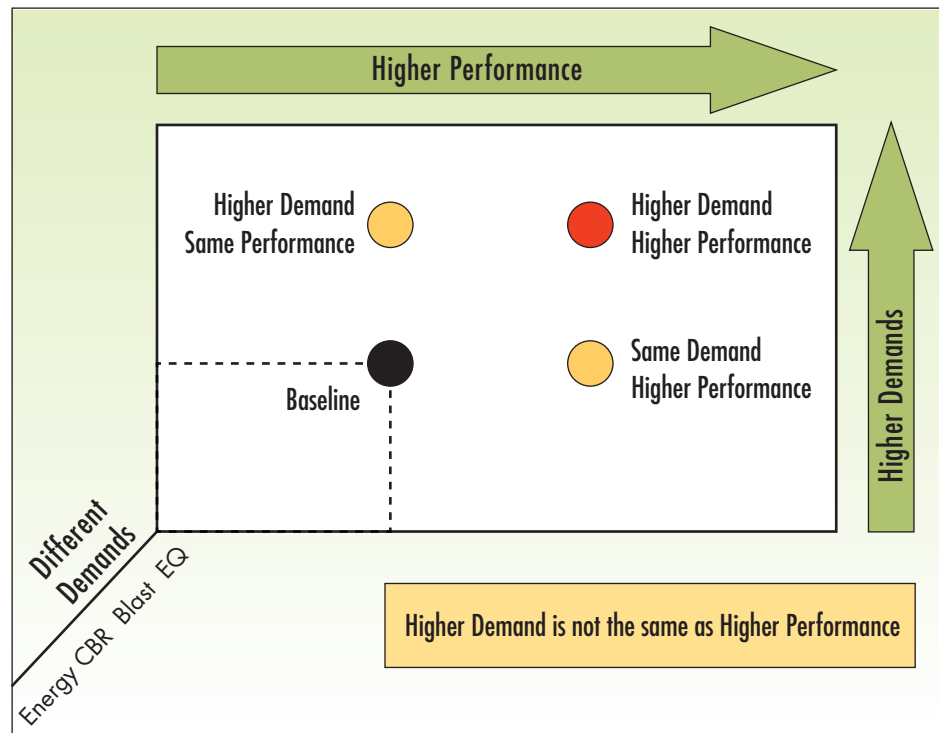 Higher Performance
Higher Demand
Same Performance
Higher Demand
Higher Performance
Baseline
Same Demand
Higher Performance
Higher Demands
Different
Demands
Energy CBR Blast EQ
Higher Demand is not the same as Higher Performance